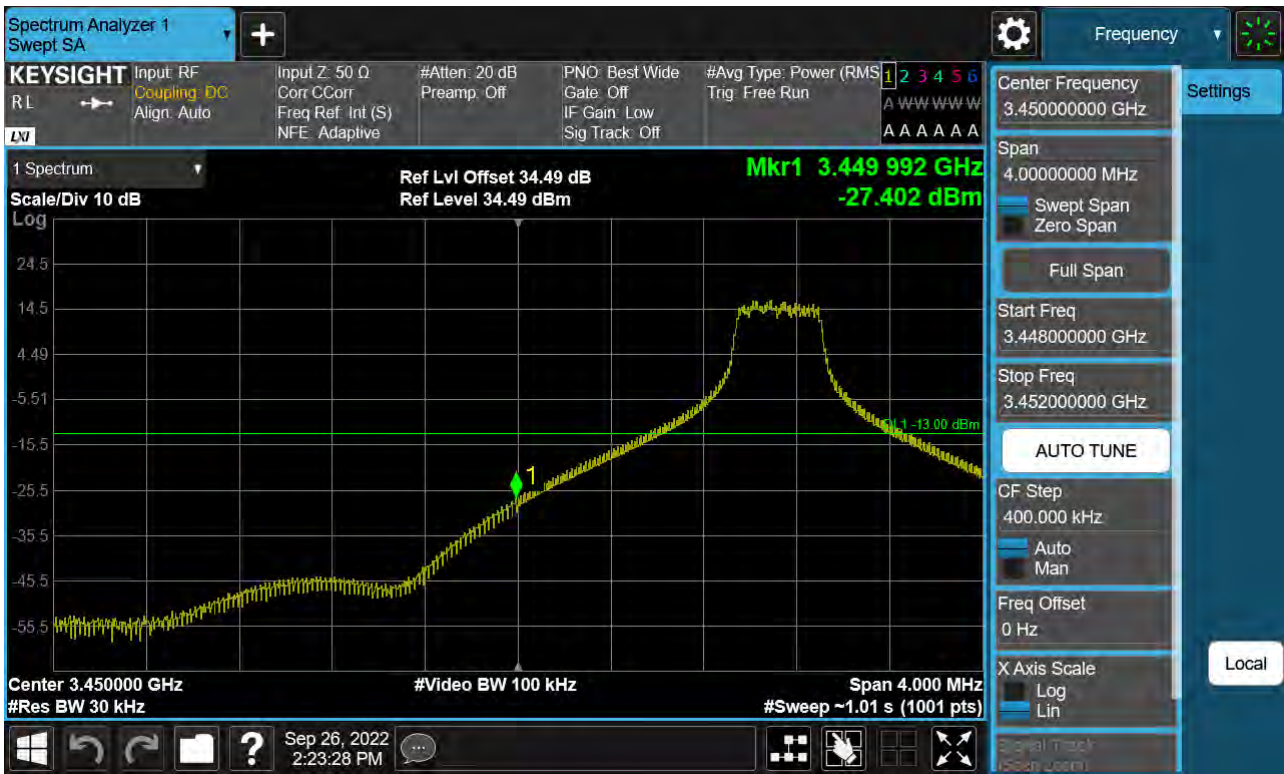 Spectrum Analyzer 1
Swept SA
Frequency
KEYSIGHT
R L
LXI
Input: RF
Coupling: DC
Align: Auto
Input Z: 50 Ω
Corr CCorr
Freq Ref: Int (S)
NFE: Adaptive
#Atten: 20 dB
Preamp: Off
PNO: Best Wide
Gate: Off
IF Gain: Low
Sig Track: Off
#Avg Type: Power (RMS
Trig: Free Run
1 2 3 4 5 6
A W W W W W
A A A A A A
1 Spectrum
Scale/Div 10 dB
Log
Ref Lvl Offset 34.49 dB
Ref Level 34.49 dBm
Mkr1 3.449 992 GHz
-27.402 dBm
24.5
14.5
4.49
-5.51
-15.5
-25.5
-35.5
-45.5
-55.5
1
DL1 -13.00 dBm
Center 3.450000 GHz
#Res BW 30 kHz
#Video BW 100 kHz
Span 4.000 MHz
#Sweep ~1.01 s (1001 pts)
Center Frequency
3.450000000 GHz
Span
4.00000000 MHz
Swept Span
Zero Span
Full Span
Start Freq
3.448000000 GHz
Stop Freq
3.452000000 GHz
AUTO TUNE
CF Step
400.000 kHz
Auto
Man
Freq Offset
0 Hz
X Axis Scale
Log
Lin
Signal Track
(Span Zoom)
Settings
Local
?
Sep 26, 2022
2:23:28 PM